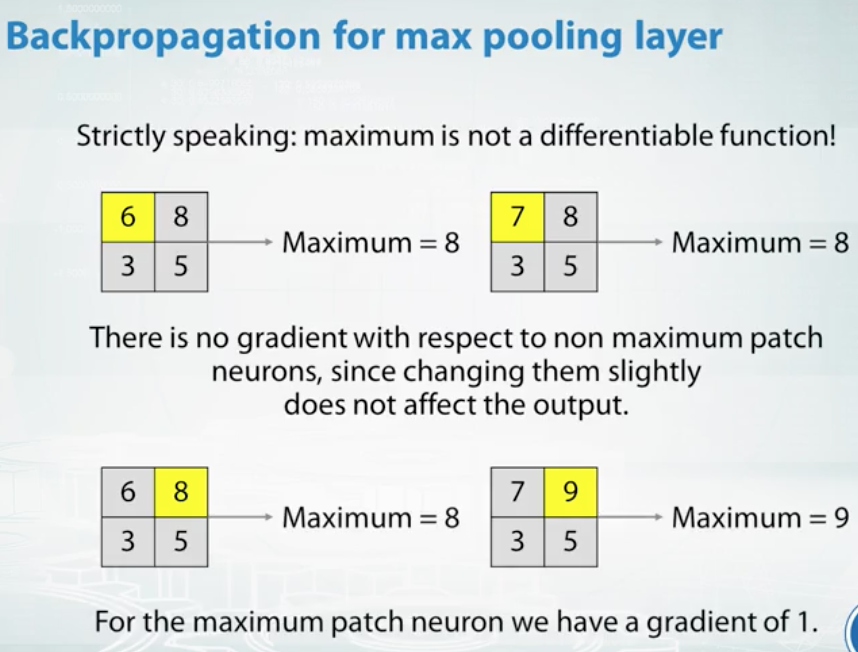 Backpropagation for max pooling layer
Strictly speaking: maximum is not a differentiable function!
6 8
3 5
Maximum = 8
7 8
3 5
Maximum = 8
There is no gradient with respect to non maximum patch
neurons, since changing them slightly
does not affect the output.
6 8
3 5
Maximum = 8
7 9
3 5
Maximum = 9
For the maximum patch neuron we have a gradient of 1.